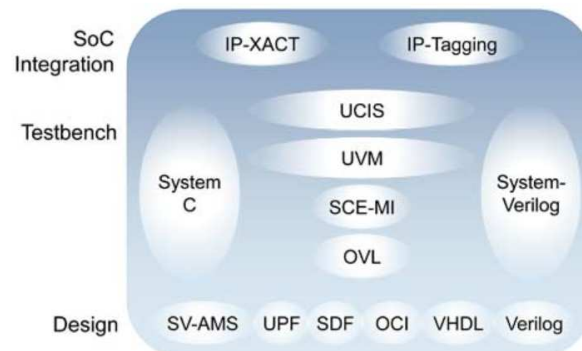 SoC
Integration
IP-XACT
IP-Tagging
Testbench
UCIS
UVM
System
C
SCE-MI
OVL
System-
Verilog
Design
SV-AMS
UPF
SDF
OCI
VHDL
Verilog